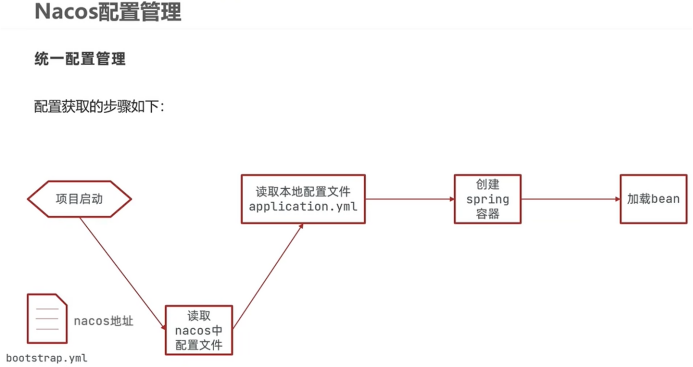 Nacos配置管理
统一配置管理
配置获取的步骤如下：
项目启动
读取本地配置文件
application.yml
创建
spring
容器
加载bean
nacos地址
bootstrap.yml
读取
nacos中
配置文件